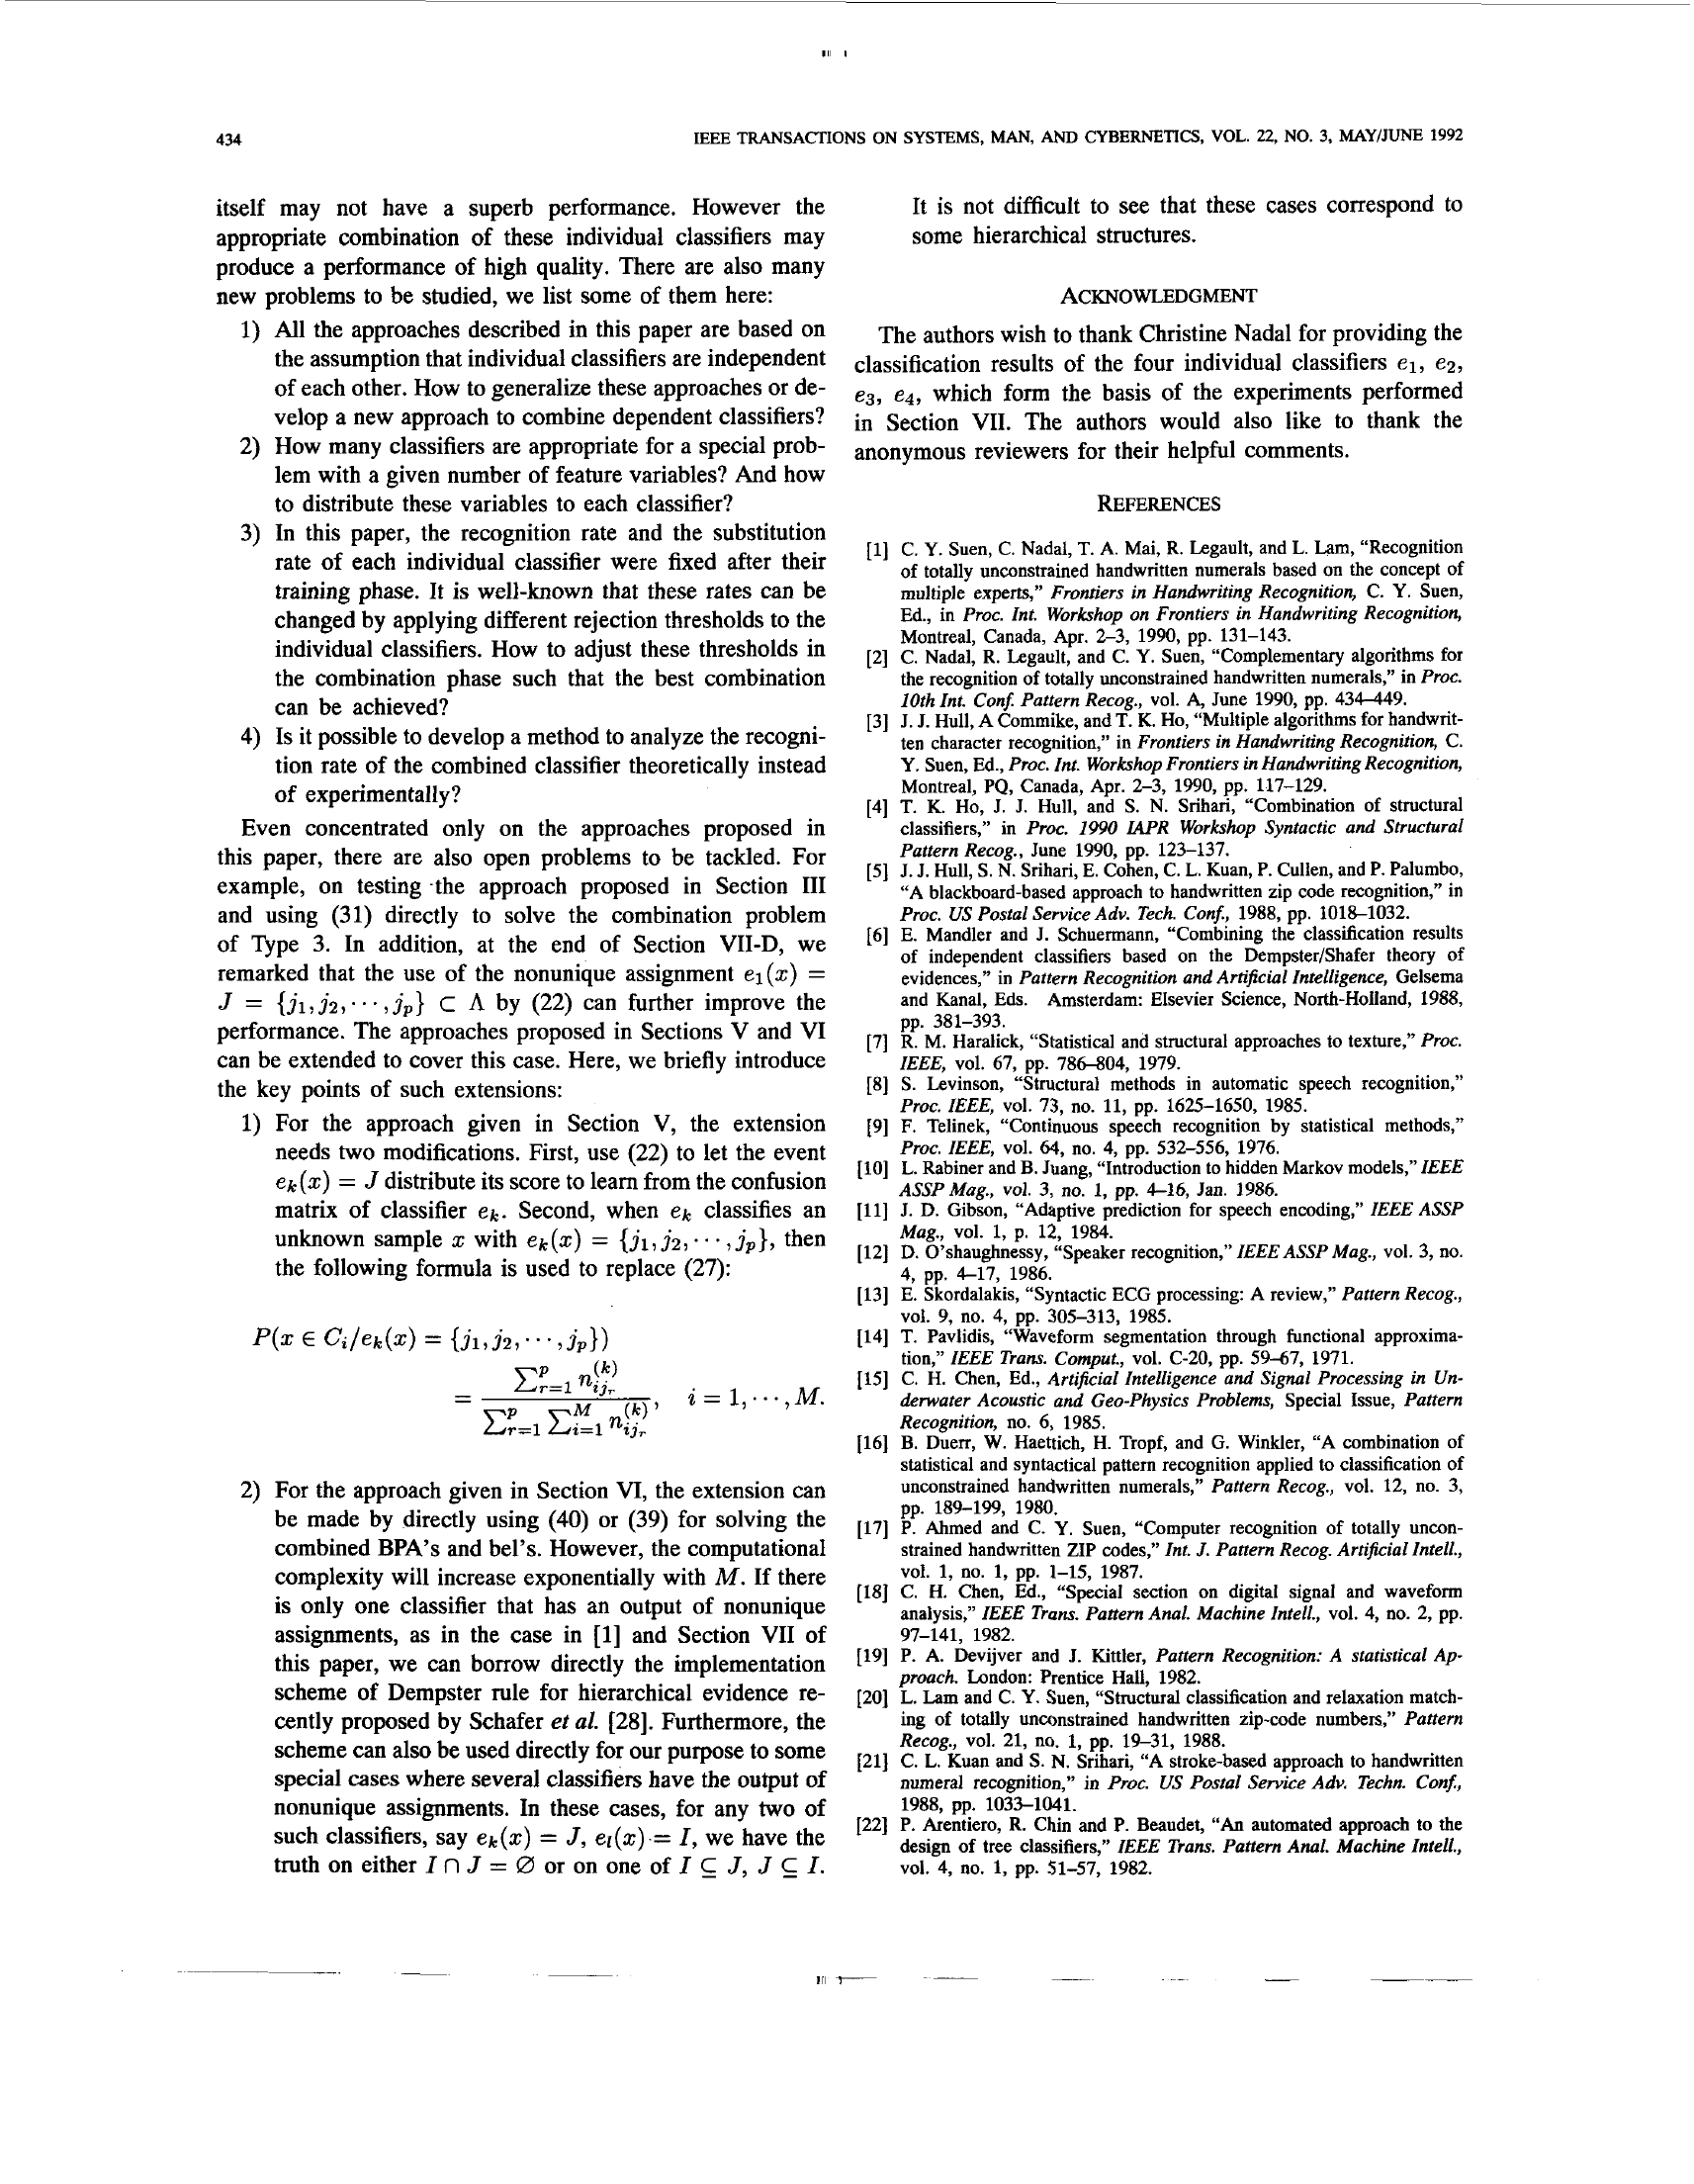 434
IEEE TRANSACTIONS ON SYSTEMS, MAN, AND CYBERNETICS, VOL. 22, NO. 3, MAY/JUNE 1992
itself may not have a superb performance. However the
appropriate combination of these individual classifiers may
produce a performance of high quality. There are also many
new problems to be studied, we list some of them here:
1) All the approaches described in this paper are based on
the assumption that individual classifiers are independent
of each other. How to generalize these approaches or de-
velop a new approach to combine dependent classifiers?
2) How many classifiers are appropriate for a special prob-
lem with a given number of feature variables? And how
to distribute these variables to each classifier?
3) In this paper, the recognition rate and the substitution
rate of each individual classifier were fixed after their
training phase. It is well-known that these rates can be
changed by applying different rejection thresholds to the
individual classifiers. How to adjust these thresholds in
the combination phase such that the best combination
can be achieved?
4) Is it possible to develop a method to analyze the recogni-
tion rate of the combined classifier theoretically instead
of experimentally?
Even concentrated only on the approaches proposed in
this paper, there are also open problems to be tackled. For
example, on testing the approach proposed in Section III
and using (31) directly to solve the combination problem
of Type 3. In addition, at the end of Section VII-D, we
remarked that the use of the nonunique assignment e₁(x) =
J = {j₁, j₂, ⋯, jₚ} ⊂ Λ by (22) can further improve the
performance. The approaches proposed in Sections V and VI
can be extended to cover this case. Here, we briefly introduce
the key points of such extensions:
1) For the approach given in Section V, the extension
needs two modifications. First, use (22) to let the event
eₖ(x) = J distribute its score to learn from the confusion
matrix of classifier eₖ. Second, when eₖ classifies an
unknown sample x with eₖ(x) = {j₁, j₂, ⋯, jₚ}, then
the following formula is used to replace (27):
P(x ∈ Cᵢ/eₖ(x) = {j₁, j₂, ⋯, jₚ})
= \frac{\sum_{r=1}^{p} n_{ij_r}^{(k)}}{\sum_{r=1}^{p} \sum_{i=1}^{M} n_{ij_r}^{(k)}}, i = 1, ⋯, M.
2) For the approach given in Section VI, the extension can
be made by directly using (40) or (39) for solving the
combined BPA's and bel's. However, the computational
complexity will increase exponentially with M. If there
is only one classifier that has an output of nonunique
assignments, as in the case in [1] and Section VII of
this paper, we can borrow directly the implementation
scheme of Dempster rule for hierarchical evidence re-
cently proposed by Schafer et al. [28]. Furthermore, the
scheme can also be used directly for our purpose to some
special cases where several classifiers have the output of
nonunique assignments. In these cases, for any two of
such classifiers, say eₖ(x) = J, eₗ(x) = I, we have the
truth on either I ∩ J = ∅ or on one of I ⊆ J, J ⊆ I.
It is not difficult to see that these cases correspond to
some hierarchical structures.
ACKNOWLEDGMENT
The authors wish to thank Christine Nadal for providing the
classification results of the four individual classifiers e₁, e₂,
e₃, e₄, which form the basis of the experiments performed
in Section VII. The authors would also like to thank the
anonymous reviewers for their helpful comments.
REFERENCES
[1] C. Y. Suen, C. Nadal, T. A. Mai, R. Legault, and L. Lam, “Recognition
of totally unconstrained handwritten numerals based on the concept of
multiple experts,” Frontiers in Handwriting Recognition, C. Y. Suen,
Ed., in Proc. Int. Workshop on Frontiers in Handwriting Recognition,
Montreal, Canada, Apr. 2–3, 1990, pp. 131–143.
[2] C. Nadal, R. Legault, and C. Y. Suen, “Complementary algorithms for
the recognition of totally unconstrained handwritten numerals,” in Proc.
10th Int. Conf. Pattern Recog., vol. A, June 1990, pp. 434–449.
[3] J. J. Hull, A Commike, and T. K. Ho, “Multiple algorithms for handwrit-
ten character recognition,” in Frontiers in Handwriting Recognition, C.
Y. Suen, Ed., Proc. Int. Workshop Frontiers in Handwriting Recognition,
Montreal, PQ, Canada, Apr. 2–3, 1990, pp. 117–129.
[4] T. K. Ho, J. J. Hull, and S. N. Srihari, “Combination of structural
classifiers,” in Proc. 1990 IAPR Workshop Syntactic and Structural
Pattern Recog., June 1990, pp. 123–137.
[5] J. J. Hull, S. N. Srihari, E. Cohen, C. L. Kuan, P. Cullen, and P. Palumbo,
“A blackboard-based approach to handwritten zip code recognition,” in
Proc. US Postal Service Adv. Tech. Conf., 1988, pp. 1018–1032.
[6] E. Mandler and J. Schuermann, “Combining the classification results
of independent classifiers based on the Dempster/Shafer theory of
evidences,” in Pattern Recognition and Artificial Intelligence, Gelsema
and Kanal, Eds. Amsterdam: Elsevier Science, North-Holland, 1988,
pp. 381–393.
[7] R. M. Haralick, “Statistical and structural approaches to texture,” Proc.
IEEE, vol. 67, pp. 786–804, 1979.
[8] S. Levinson, “Structural methods in automatic speech recognition,”
Proc. IEEE, vol. 73, no. 11, pp. 1625–1650, 1985.
[9] F. Telinek, “Continuous speech recognition by statistical methods,”
Proc. IEEE, vol. 64, no. 4, pp. 532–556, 1976.
[10] L. Rabiner and B. Juang, “Introduction to hidden Markov models,” IEEE
ASSP Mag., vol. 3, no. 1, pp. 4–16, Jan. 1986.
[11] J. D. Gibson, “Adaptive prediction for speech encoding,” IEEE ASSP
Mag., vol. 1, p. 12, 1984.
[12] D. O'shaughnessy, “Speaker recognition,” IEEE ASSP Mag., vol. 3, no.
4, pp. 4–17, 1986.
[13] E. Skordalakis, “Syntactic ECG processing: A review,” Pattern Recog.,
vol. 9, no. 4, pp. 305–313, 1985.
[14] T. Pavlidis, “Waveform segmentation through functional approxima-
tion,” IEEE Trans. Comput., vol. C-20, pp. 59–67, 1971.
[15] C. H. Chen, Ed., Artificial Intelligence and Signal Processing in Un-
derwater Acoustic and Geo-Physics Problems, Special Issue, Pattern
Recognition, no. 6, 1985.
[16] B. Duerr, W. Haettich, H. Tropf, and G. Winkler, “A combination of
statistical and syntactical pattern recognition applied to classification of
unconstrained handwritten numerals,” Pattern Recog., vol. 12, no. 3,
pp. 189–199, 1980.
[17] P. Ahmed and C. Y. Suen, “Computer recognition of totally uncon-
strained handwritten ZIP codes,” Int. J. Pattern Recog. Artificial Intell.,
vol. 1, no. 1, pp. 1–15, 1987.
[18] C. H. Chen, Ed., “Special section on digital signal and waveform
analysis,” IEEE Trans. Pattern Anal. Machine Intell., vol. 4, no. 2, pp.
97–141, 1982.
[19] P. A. Devijver and J. Kittler, Pattern Recognition: A statistical Ap-
proach. London: Prentice Hall, 1982.
[20] L. Lam and C. Y. Suen, “Structural classification and relaxation match-
ing of totally unconstrained handwritten zip-code numbers,” Pattern
Recog., vol. 21, no. 1, pp. 19–31, 1988.
[21] C. L. Kuan and S. N. Srihari, “A stroke-based approach to handwritten
numeral recognition,” in Proc. US Postal Service Adv. Techn. Conf.,
1988, pp. 1033–1041.
[22] P. Arentiero, R. Chin and P. Beaudet, “An automated approach to the
design of tree classifiers,” IEEE Trans. Pattern Anal. Machine Intell.,
vol. 4, no. 1, pp. 51–57, 1982.